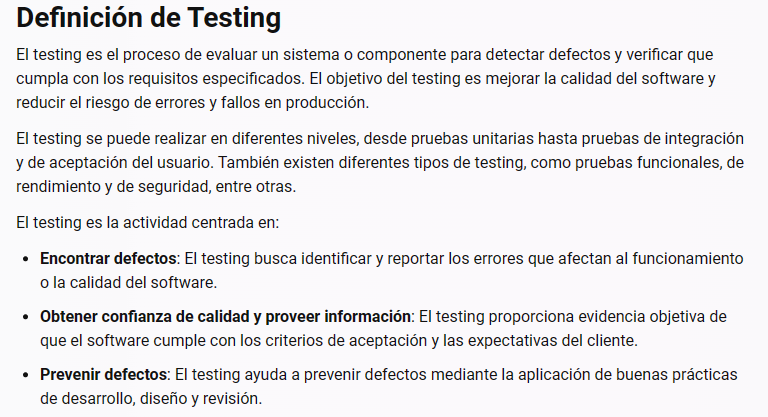 Definición de Testing
El testing es el proceso de evaluar un sistema o componente para detectar defectos y verificar que
cumpla con los requisitos especificados. El objetivo del testing es mejorar la calidad del software y
reducir el riesgo de errores y fallos en producción.
El testing se puede realizar en diferentes niveles, desde pruebas unitarias hasta pruebas de integración
y de aceptación del usuario. También existen diferentes tipos de testing, como pruebas funcionales, de
rendimiento y de seguridad, entre otras.
El testing es la actividad centrada en:
• Encontrar defectos: El testing busca identificar y reportar los errores que afectan al funcionamiento
o la calidad del software.
• Obtener confianza de calidad y proveer información: El testing proporciona evidencia objetiva de
que el software cumple con los criterios de aceptación y las expectativas del cliente.
• Prevenir defectos: El testing ayuda a prevenir defectos mediante la aplicación de buenas prácticas
de desarrollo, diseño y revisión.